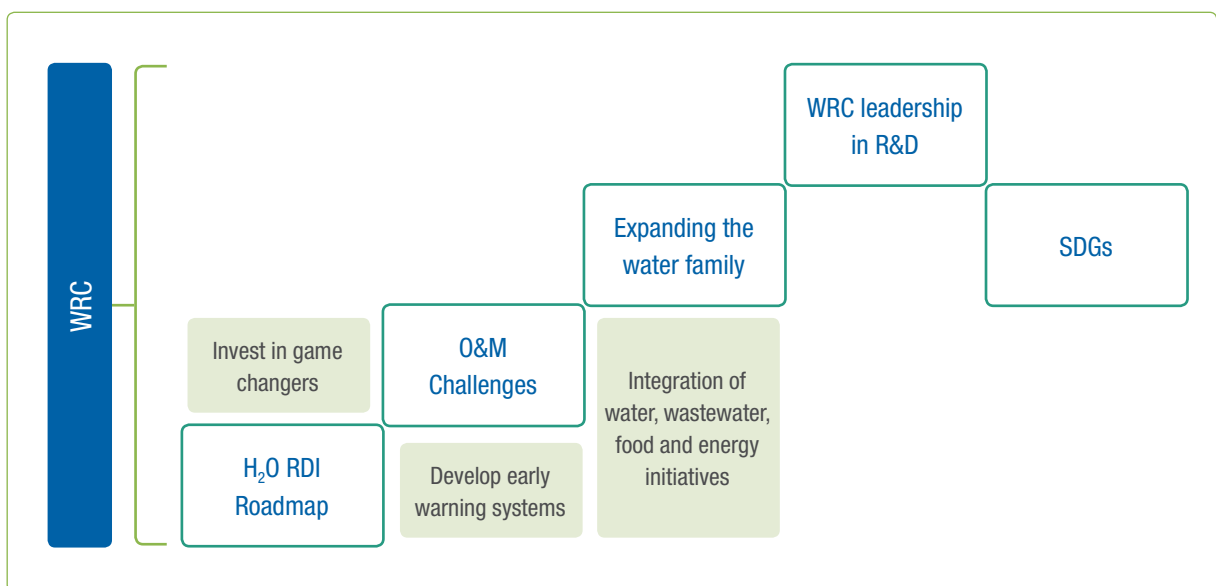 WRC
WRC leadership
in R&D
Expanding the
water family
SDGs
Invest in game
changers
O&M
Challenges
Integration of
water, wastewater,
food and energy
initiatives
H₂O RDI
Roadmap
Develop early
warning systems